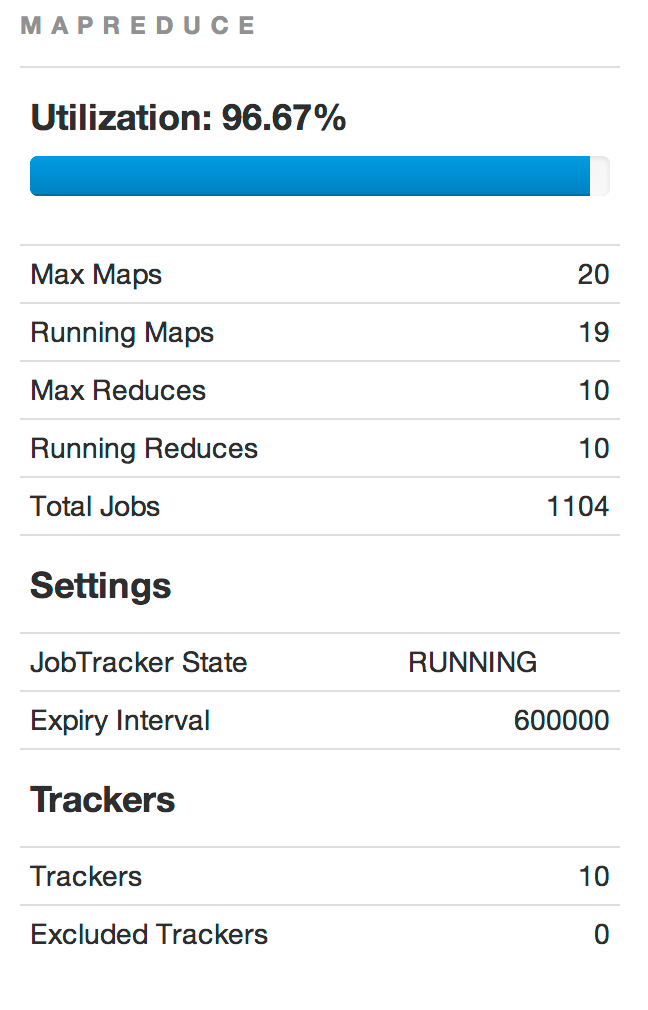 MAPREDUCE
Utilization: 96.67%
Max Maps 20
Running Maps 19
Max Reduces 10
Running Reduces 10
Total Jobs 1104
Settings
JobTracker State RUNNING
Expiry Interval 600000
Trackers
Trackers 10
Excluded Trackers 0